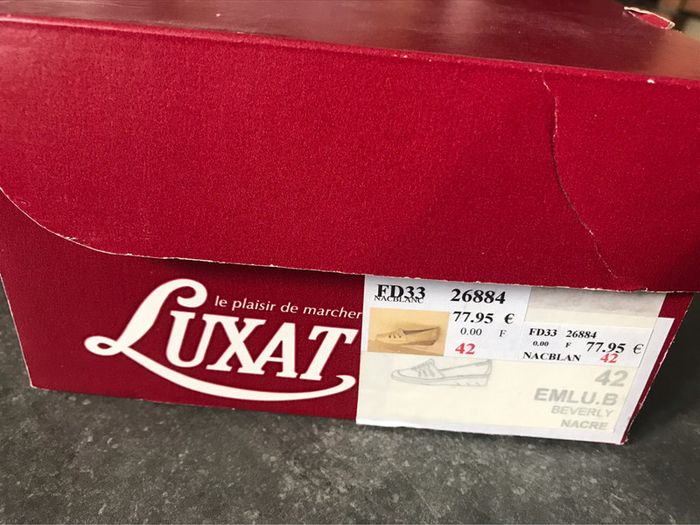 le plaisir de marcher
LUXAT
FD33 26884
NACBLANC
77.95 €
0.00 F
42
FD33 26884
0,00 F 77.95 €
NACBLAN 42
42
EMLU.B
BEVERLY
NACRE